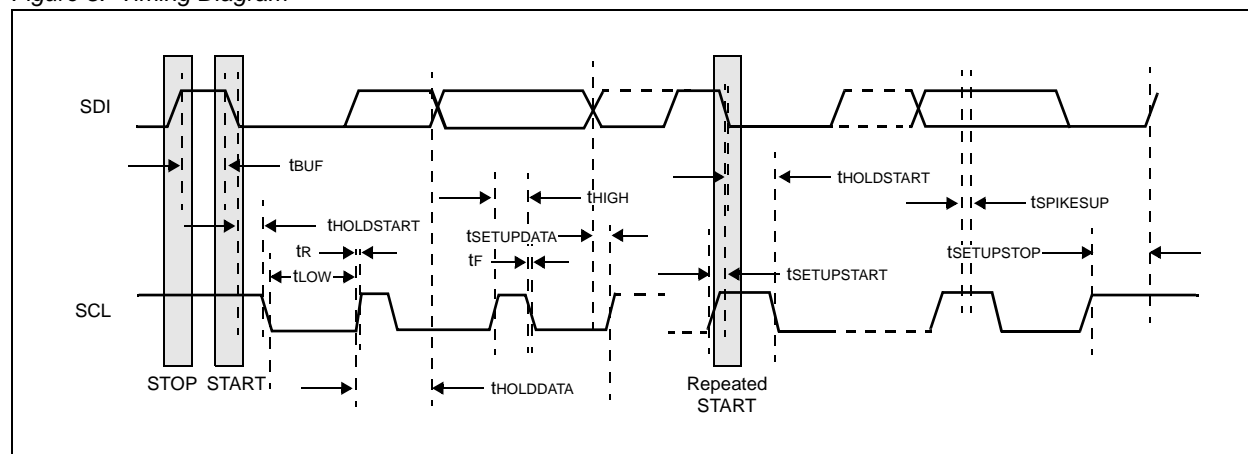 Figure 3. Timing Diagram
SDI
tBUF
tHOLDSTART
tHIGH
tHOLDSTART
tSPIKESUP
tR
tSETUPDATA
tF
tLOW
tSETUPSTART
tSETUPSTOP
SCL
STOP START
tHOLDDATA
Repeated
START